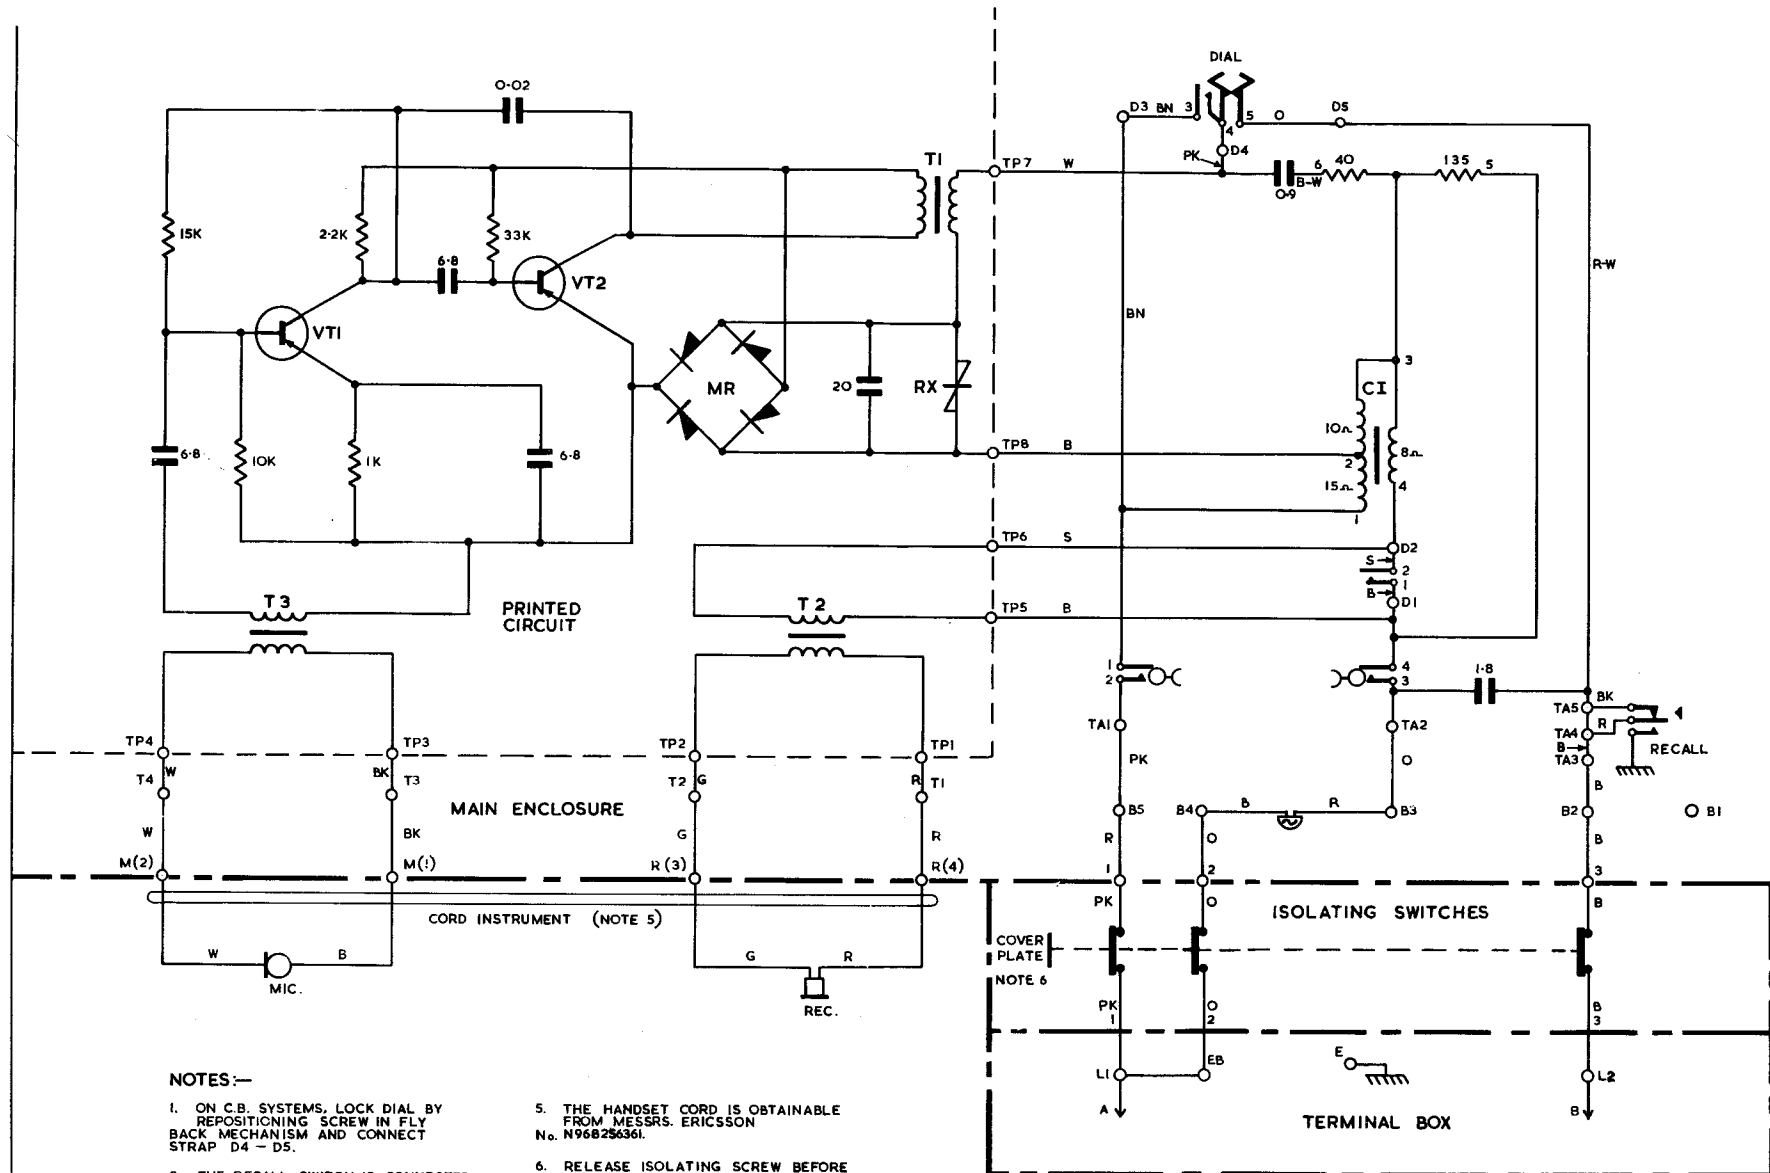 DIAL
0·02
D3 BN 3
4
5 O D5
D4
PK
T1
TP7 W
6 40
135 5
B-W
0·9
15K
2·2K
33K
6·8
VT2
R-W
VT1
BN
3
CI
MR
20
RX
10Ω
TP8 B
2
8Ω
6·8
10K
1K
6·8
15Ω
4
1
TP6 S
D2
S
2
1
B
D1
T3
PRINTED
CIRCUIT
T2
TP5 B
1
2
4
3
1·8
BK
TA5
R
TA1
TA2
TA4
B
RECALL
TA3
TP4
TP3
TP2
TP1
W
BK
G
R
T4
T3
T2
T1
PK
O
B
MAIN ENCLOSURE
B5
B4
B
R
B3
B2
B1
W
BK
G
R
R
O
B
M(2)
M(1)
R(3)
R(4)
1
2
3
CORD INSTRUMENT (NOTE 5)
PK
O
B
ISOLATING SWITCHES
COVER
PLATE
NOTE 6
W
B
G
R
MIC.
REC.
PK
O
B
1
2
3
L1
EB
E
L2
A
B
TERMINAL BOX
NOTES:—
1. ON C.B. SYSTEMS, LOCK DIAL BY
REPOSITIONING SCREW IN FLY
BACK MECHANISM AND CONNECT
STRAP D4 — D5.
5. THE HANDSET CORD IS OBTAINABLE
FROM MESSRS. ERICSSON
No. N968256361.
6. RELEASE ISOLATING SCREW BEFORE